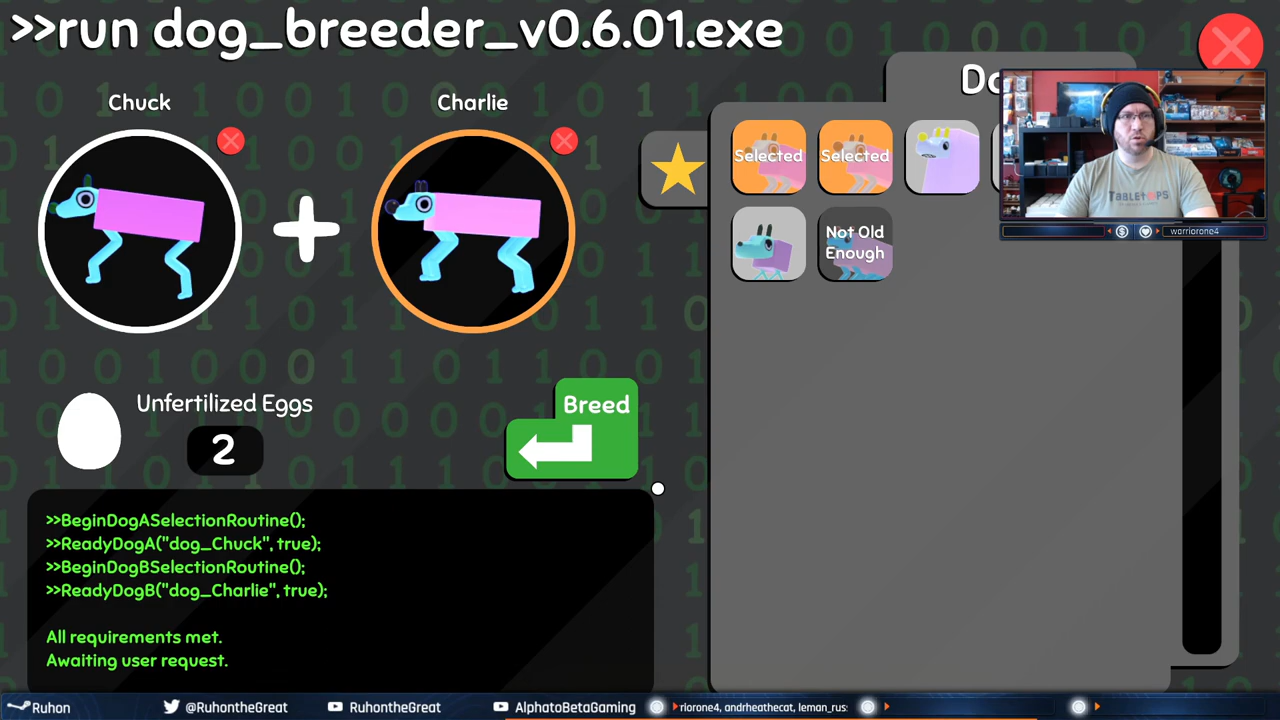 >>run dog_breeder_v0.6.01.exe
Chuck
Charlie
Do
Selected
Selected
Not Old
Enough
TABLETOPS
worriorone4
Unfertilized Eggs
2
Breed
>>BeginDogASelectionRoutine();
>>ReadyDogA("dog_Chuck", true);
>>BeginDogBSelectionRoutine();
>>ReadyDogB("dog_Charlie", true);
All requirements met.
Awaiting user request.
Ruhon
@RuhontheGreat
RuhontheGreat
AlphatoBetaGaming
riorone4, andrheathecat, leman_rus